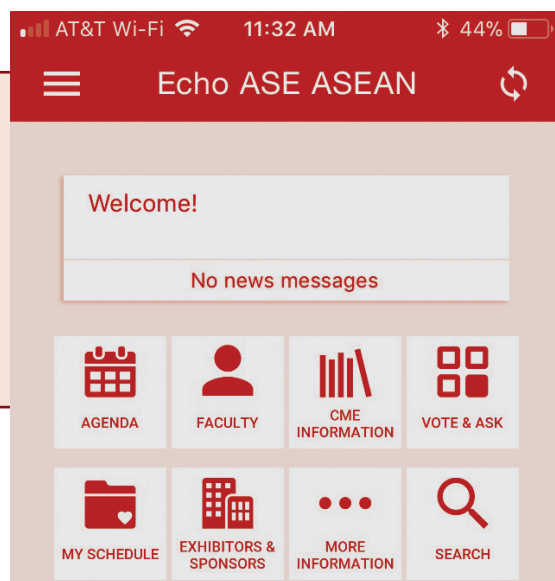 AT&T Wi-Fi 11:32 AM 44%
Echo ASE ASEAN
Welcome!
No news messages
AGENDA
FACULTY
CME
INFORMATION
VOTE & ASK
MY SCHEDULE
EXHIBITORS &
SPONSORS
MORE
INFORMATION
SEARCH